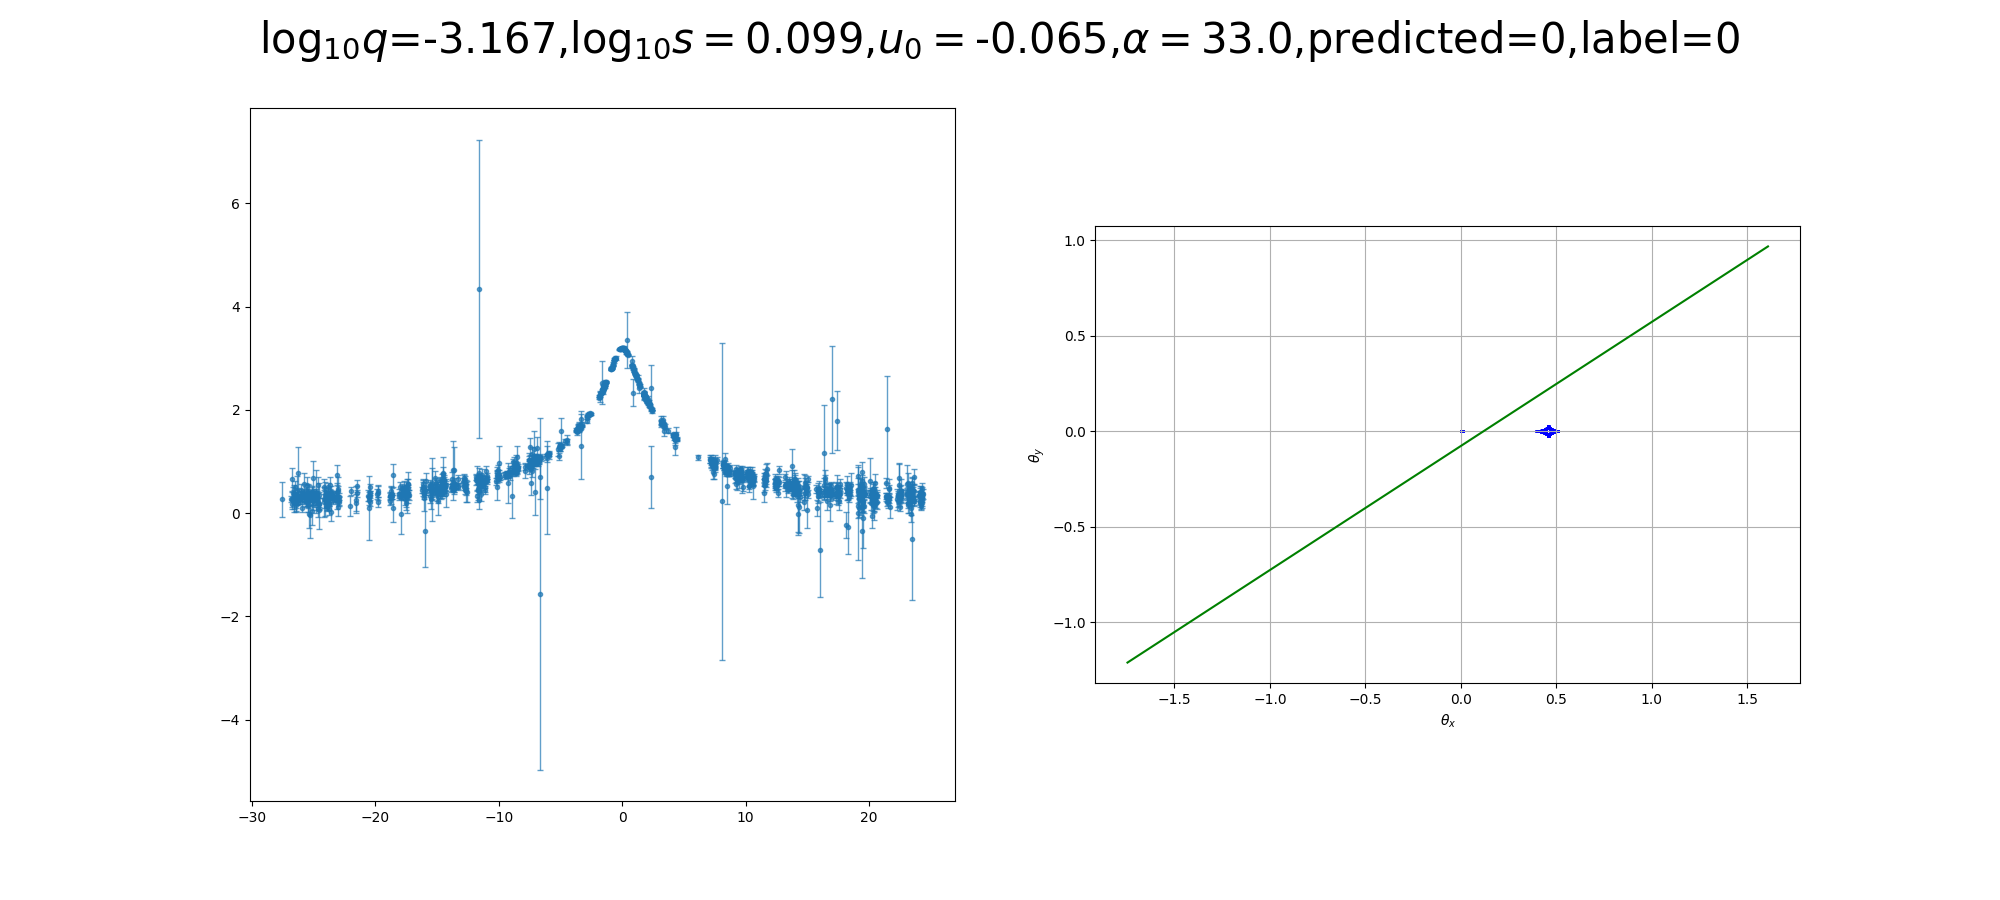 log₁₀q=-3.167,log₁₀s = 0.099,u₀ = -0.065,α = 33.0,predicted=0,label=0
6
4
2
0
−2
−4
−30 −20 −10 0 10 20
1.0
0.5
0.0
−0.5
−1.0
θy
−1.5 −1.0 −0.5 0.0 0.5 1.0 1.5
θx